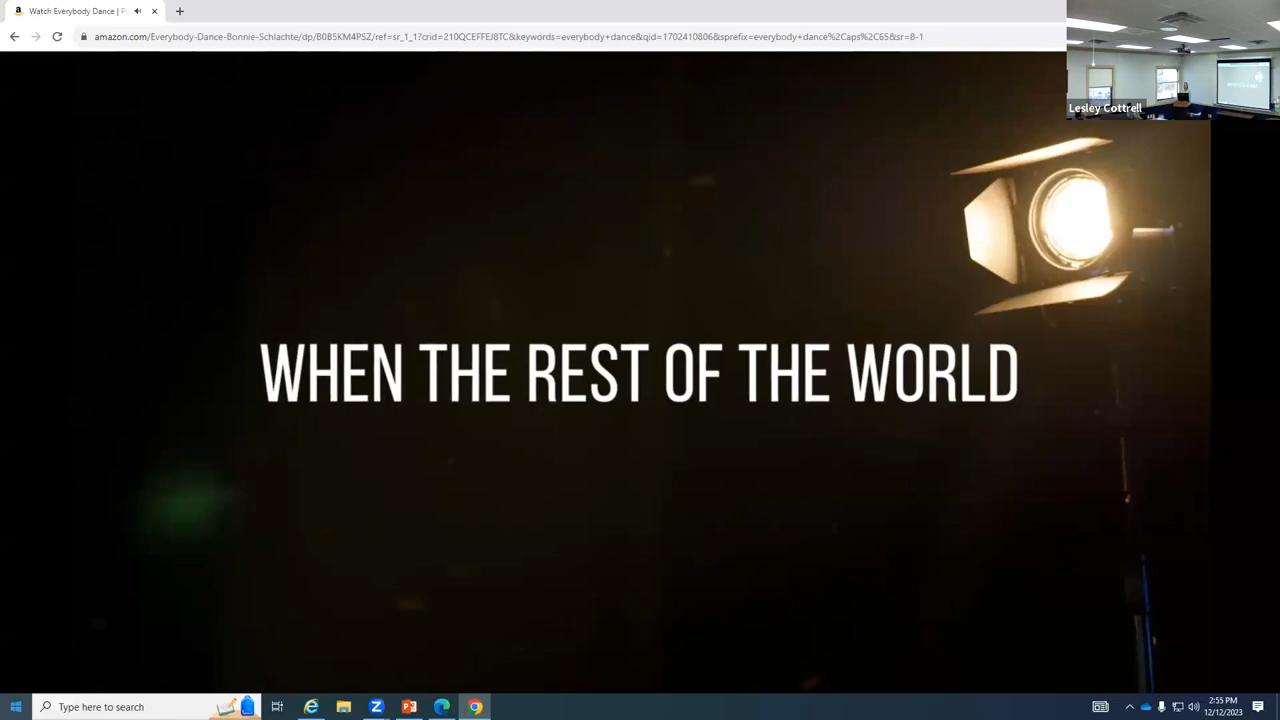 Watch Everybody Dance | P
amazon.com/Everybody-Dance-Bonnie-Schlachte/dp/B0B5KM4PSZ/ref=sr_1_1?crid=210QCEFFEJ8TC&keywords=everybody+dance&qid=1702410806&sprefix=everybody+dance%2Caps%2C65&sr=8-1
Lesley Cottrell
WHEN THE REST OF THE WORLD
Type here to search
2:55 PM
12/12/2023